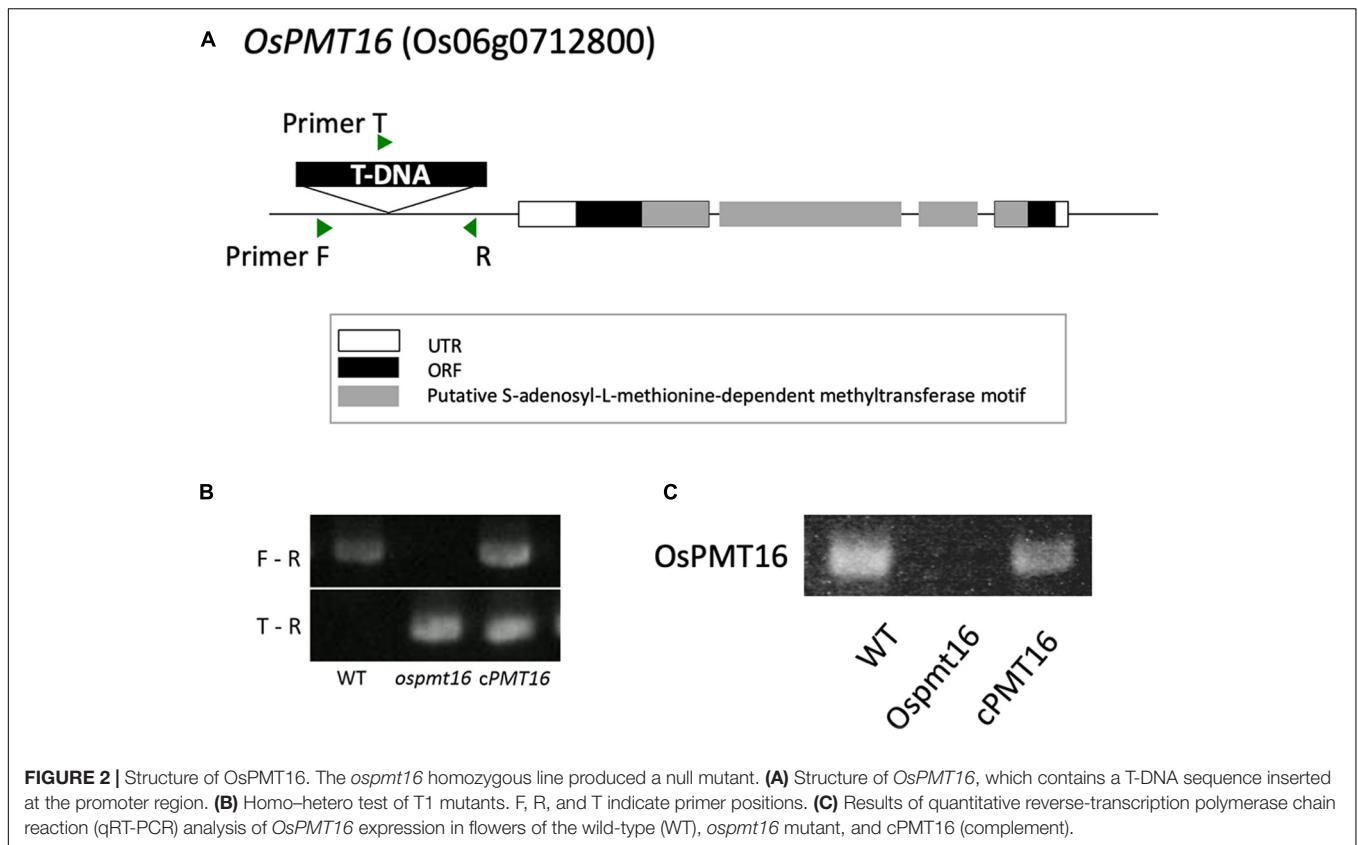 A OsPMT16 (Os06g0712800)
Primer T
T-DNA
Primer F
R
UTR
ORF
Putative S-adenosyl-L-methionine-dependent methyltransferase motif
B
F - R
T - R
WT ospmt16 cPMT16
C
OsPMT16
WT
Ospmt16
cPMT16
FIGURE 2 | Structure of OsPMT16. The ospmt16 homozygous line produced a null mutant. (A) Structure of OsPMT16, which contains a T-DNA sequence inserted
at the promoter region. (B) Homo–hetero test of T1 mutants. F, R, and T indicate primer positions. (C) Results of quantitative reverse-transcription polymerase chain
reaction (qRT-PCR) analysis of OsPMT16 expression in flowers of the wild-type (WT), ospmt16 mutant, and cPMT16 (complement).